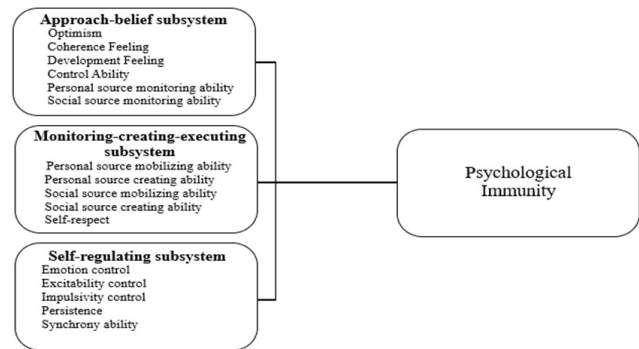 Approach-belief subsystem
Optimism
Coherence Feeling
Development Feeling
Control Ability
Personal source monitoring ability
Social source monitoring ability
Monitoring-creating-executing
subsystem
Personal source mobilizing ability
Personal source creating ability
Social source mobilizing ability
Social source creating ability
Self-respect
Self-regulating subsystem
Emotion control
Excitability control
Impulsivity control
Persistence
Synchrony ability
Psychological
Immunity